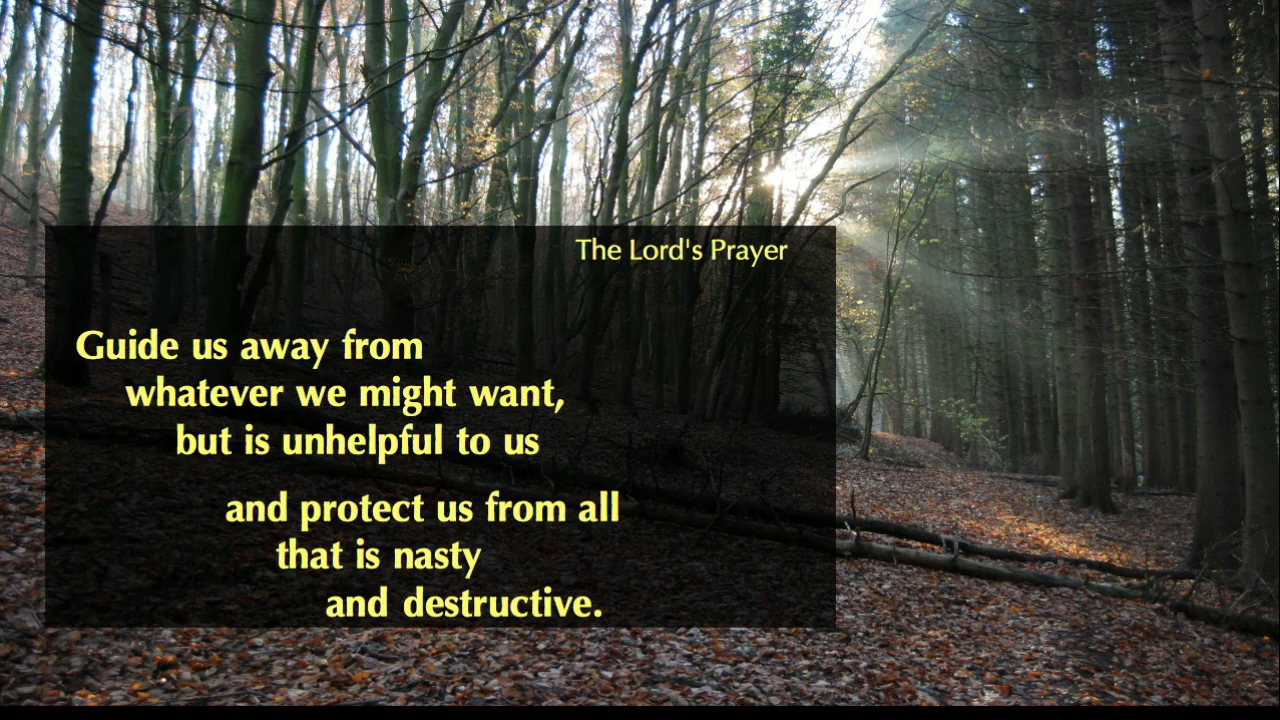 The Lord's Prayer
Guide us away from
whatever we might want,
but is unhelpful to us
and protect us from all
that is nasty
and destructive.